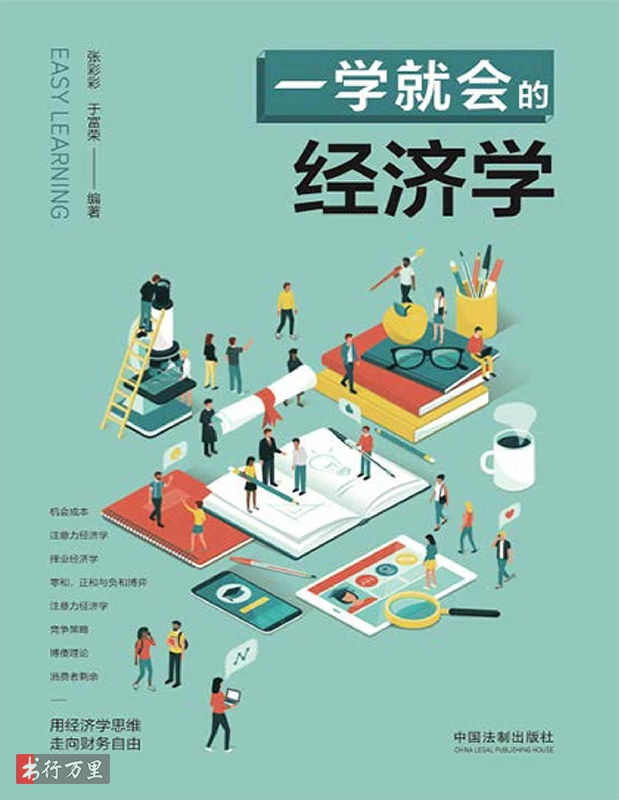 一学就会的
经济学
张彩彩 于富荣——编著
EASY LEARNING
机会成本
注意力经济学
择业经济学
零和、正和与负和博弈
注意力经济学
竞争策略
博傻理论
消费者剩余
用经济学思维
走向财务自由
中国法制出版社
CHINA LEGAL PUBLISHING HOUSE
书行万里